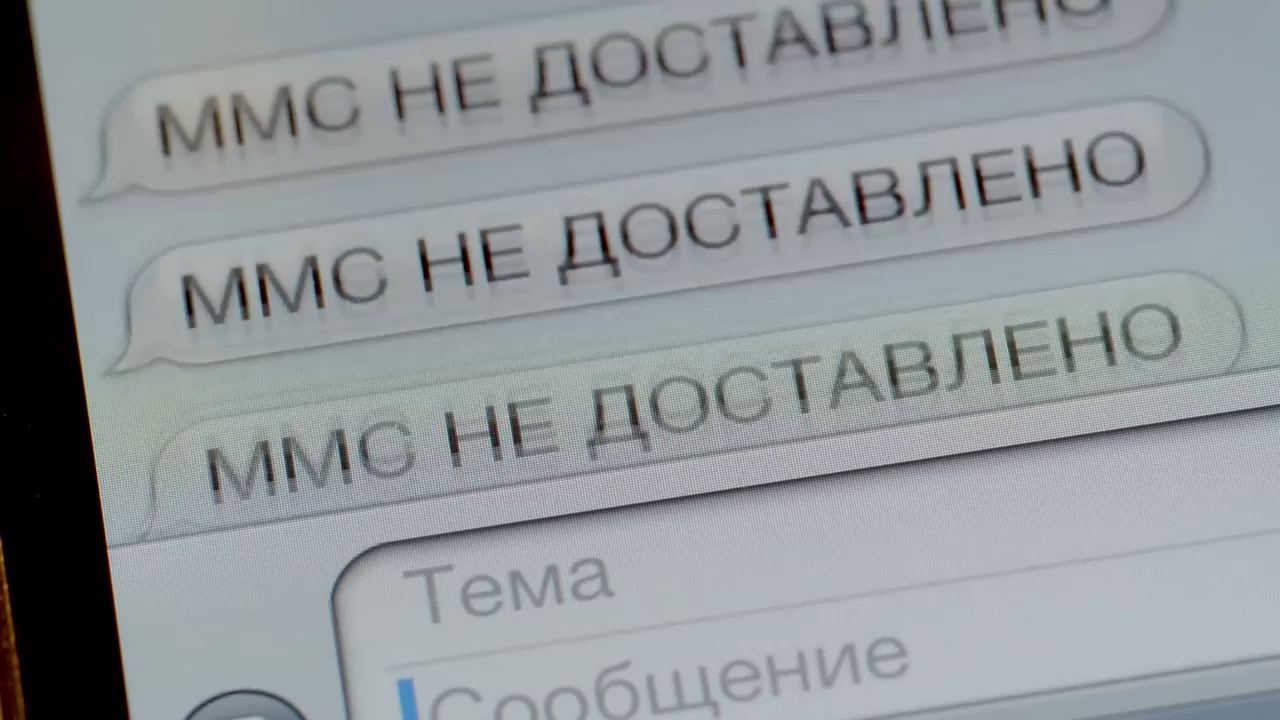 ММС НЕ ДОСТАВЛЕНО
ММС НЕ ДОСТАВЛЕНО
ММС НЕ ДОСТАВЛЕНО
Тема
Сообщение